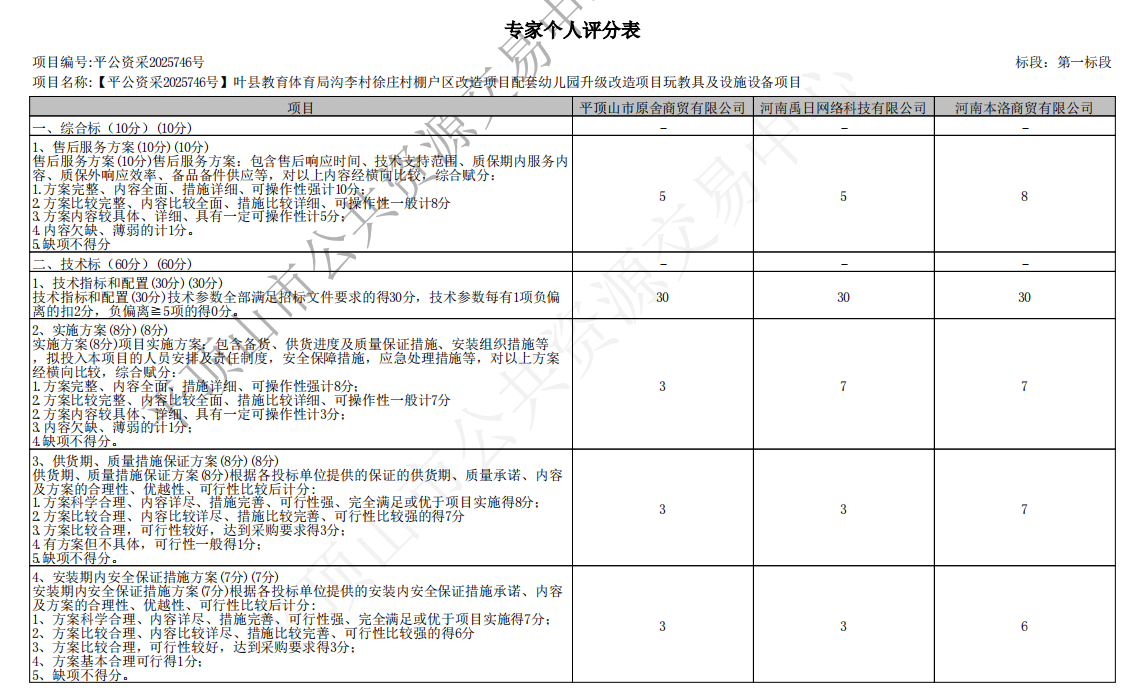 专家个人评分表
项目编号:平公资采2025746号
标段：第一标段
项目名称:【平公资采2025746号】叶县教育体育局沟李村徐庄村棚户区改造项目配套幼儿园升级改造项目玩教具及设施设备项目
项目 平顶山市原舍商贸有限公司 河南禹日网络科技有限公司 河南本洛商贸有限公司
一、综合标（10分）(10分) － － －
1、售后服务方案(10分)(10分)
售后服务方案(10分)售后服务方案：包含售后响应时间、技术支持范围、质保期内服务内
容、质保外响应效率、备品备件供应等，对以上内容经横向比较，综合赋分：
1.方案完整、内容全面、措施详细、可操作性强计10分；
2.方案比较完整、内容比较全面、措施比较详细、可操作性一般计8分
3.方案内容较具体、详细、具有一定可操作性计5分；
4.内容欠缺、薄弱的计1分。
5.缺项不得分
5 5 8
二、技术标（60分）(60分) － － －
1、技术指标和配置(30分)(30分)
技术指标和配置(30分)技术参数全部满足招标文件要求的得30分，技术参数每有1项负偏
离的扣2分，负偏离≧5项的得0分。
30 30 30
2、实施方案(8分)(8分)
实施方案(8分)项目实施方案：包含备货、供货进度及质量保证措施、安装组织措施等
，拟投入本项目的人员安排及责任制度，安全保障措施，应急处理措施等，对以上方案
经横向比较，综合赋分：
1.方案完整、内容全面、措施详细、可操作性强计8分；
2.方案比较完整、内容比较全面、措施比较详细、可操作性一般计7分
2.方案内容较具体、详细、具有一定可操作性计3分；
3.内容欠缺、薄弱的计1分；
4.缺项不得分。
3 7 7
3、供货期、质量措施保证方案(8分)(8分)
供货期、质量措施保证方案(8分)根据各投标单位提供的保证的供货期、质量承诺、内容
及方案的合理性、优越性、可行性比较后计分:
1.方案科学合理、内容详尽、措施完善、可行性强、完全满足或优于项目实施得8分；
2.方案比较合理、内容比较详尽、措施比较完善、可行性比较强的得7分
3.方案比较合理，可行性较好，达到采购要求得3分；
4.有方案但不具体，可行性一般得1分；
5.缺项不得分。
3 3 7
4、安装期内安全保证措施方案(7分)(7分)
安装期内安全保证措施方案(7分)根据各投标单位提供的安装内安全保证措施承诺、内容
及方案的合理性、优越性、可行性比较后计分:
1、方案科学合理、内容详尽、措施完善、可行性强、完全满足或优于项目实施得7分；
2、方案比较合理、内容比较详尽、措施比较完善、可行性比较强的得6分
3、方案比较合理，可行性较好，达到采购要求得3分；
4、方案基本合理可行得1分；
5、缺项不得分。
3 3 6
平顶山市公共资源交易中
顶山市公共资源交易中心